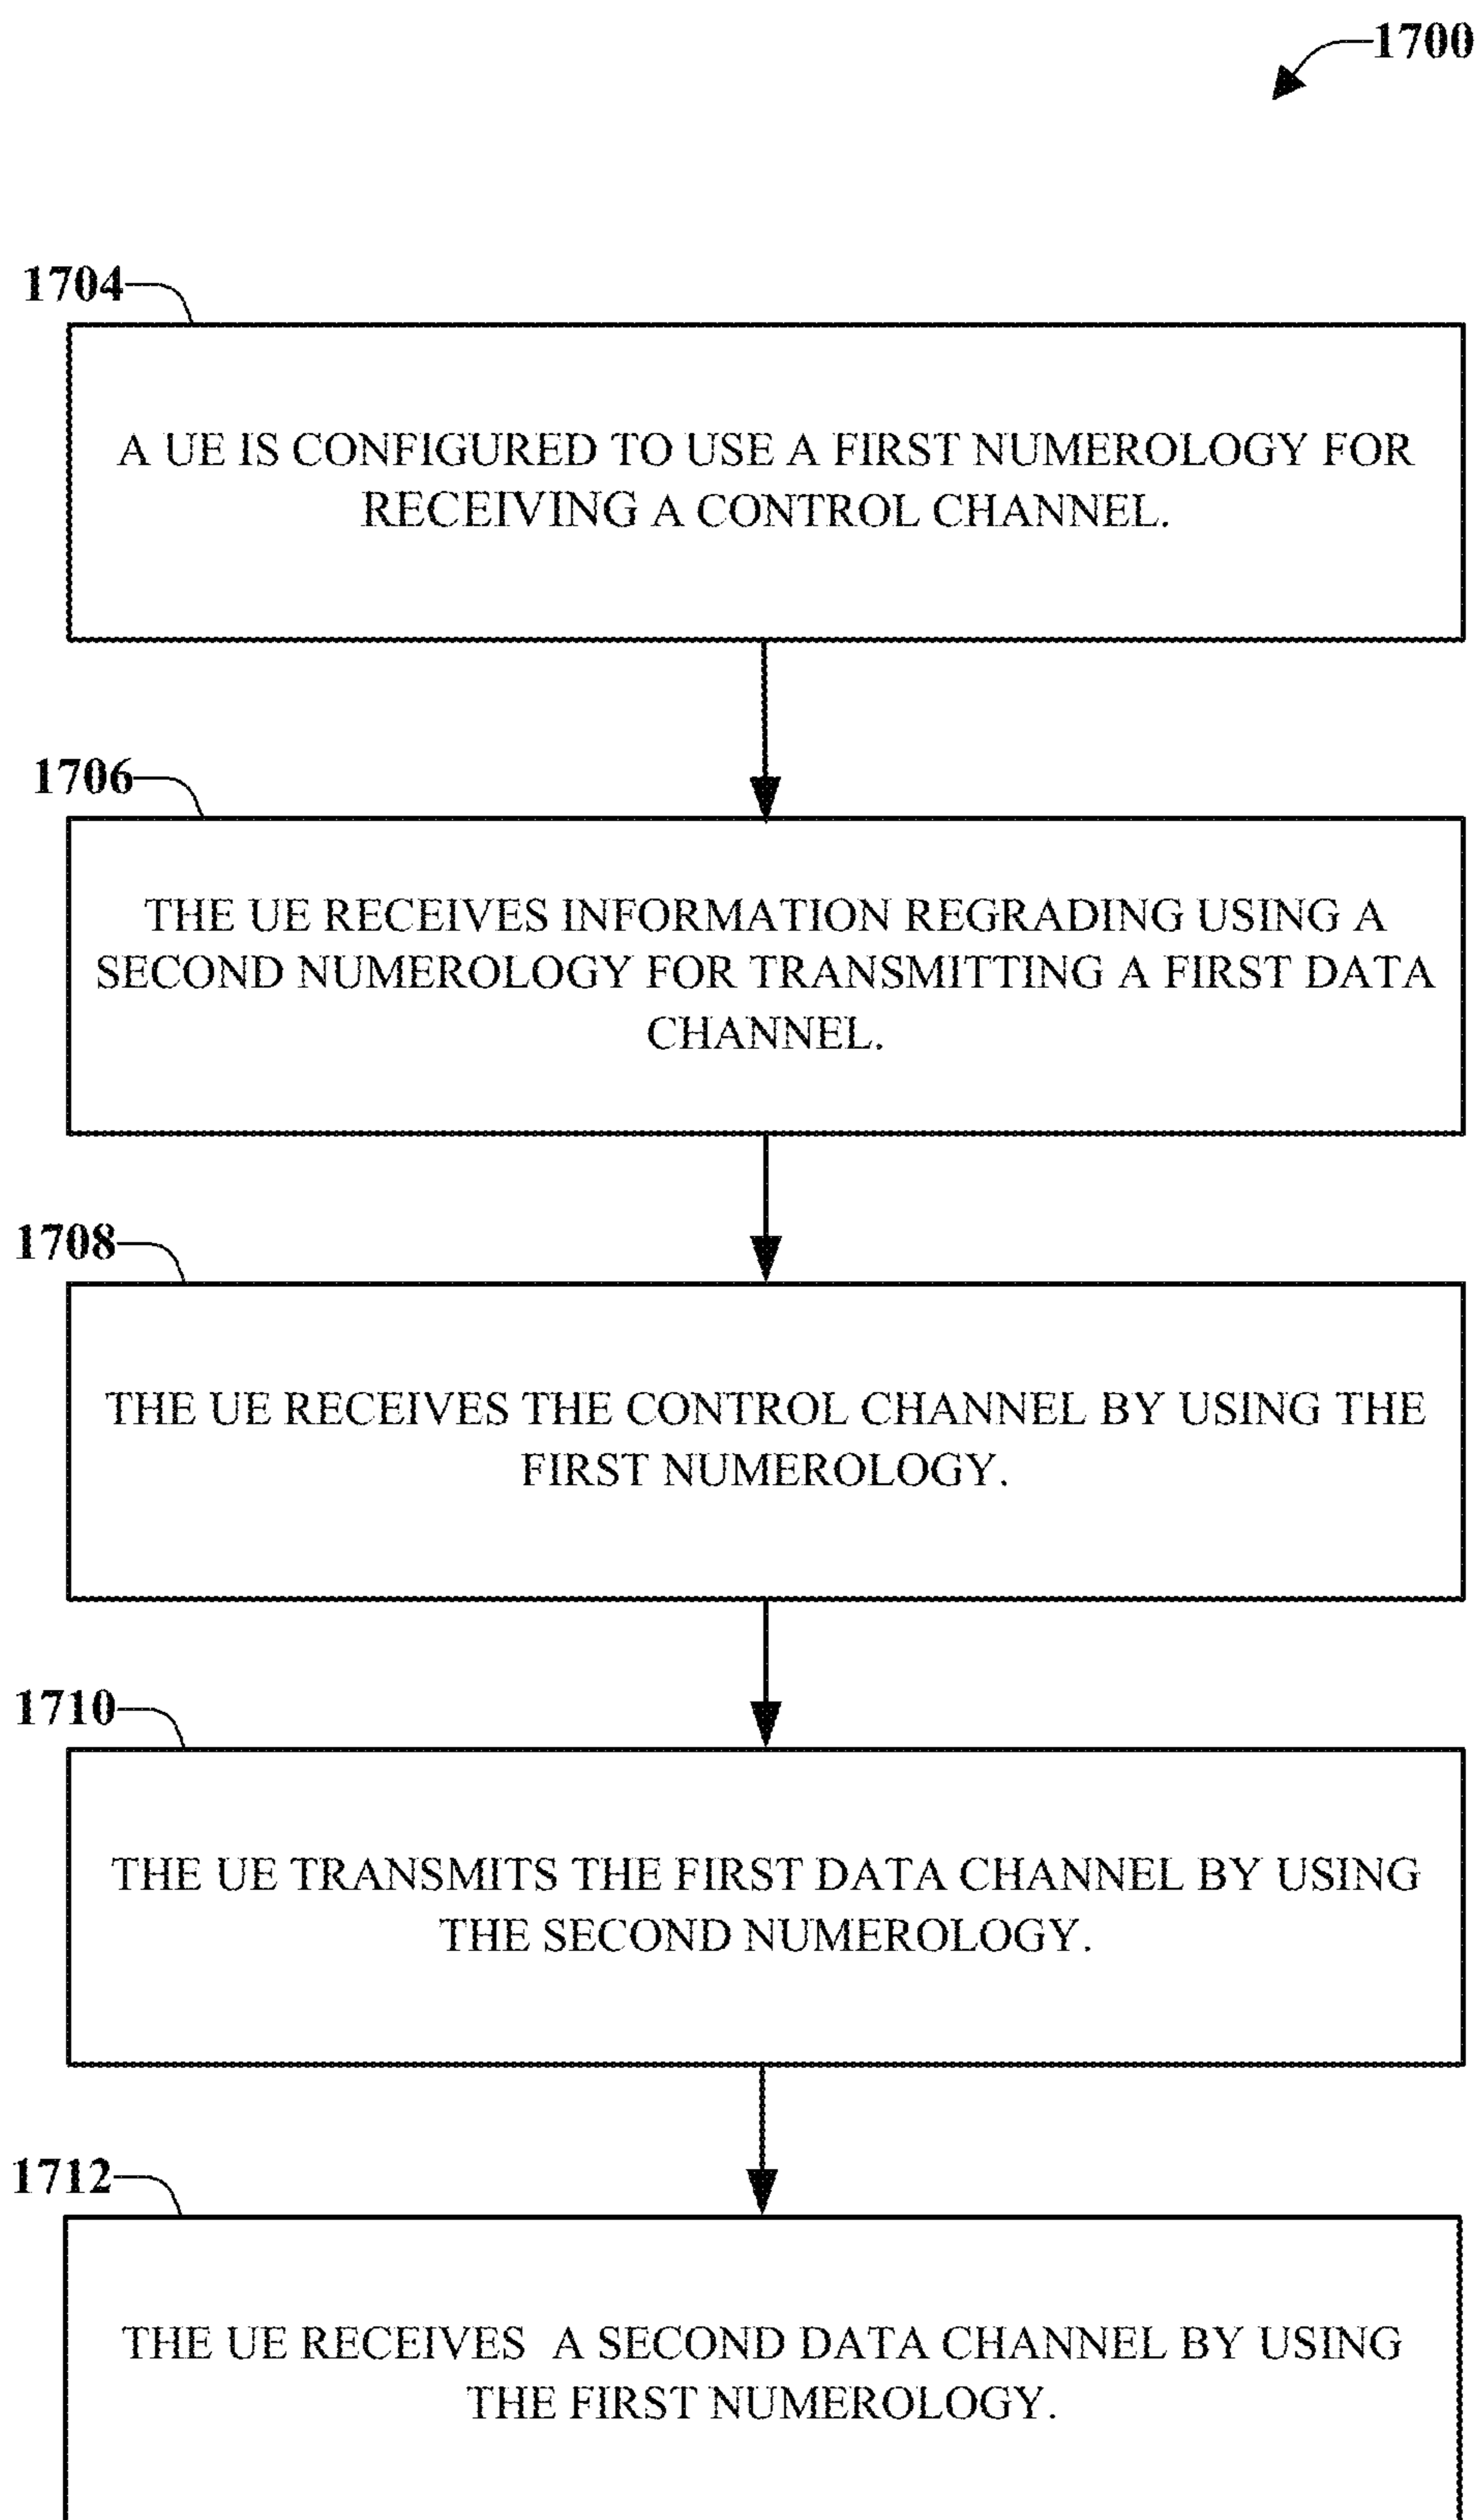 1700
1704
A UE IS CONFIGURED TO USE A FIRST NUMEROLOGY FOR
RECEIVING A CONTROL CHANNEL.
1706
THE UE RECEIVES INFORMATION REGRADING USING A
SECOND NUMEROLOGY FOR TRANSMITTING A FIRST DATA
CHANNEL.
1708
THE UE RECEIVES THE CONTROL CHANNEL BY USING THE
FIRST NUMEROLOGY.
1710
THE UE TRANSMITS THE FIRST DATA CHANNEL BY USING
THE SECOND NUMEROLOGY.
1712
THE UE RECEIVES A SECOND DATA CHANNEL BY USING
THE FIRST NUMEROLOGY.